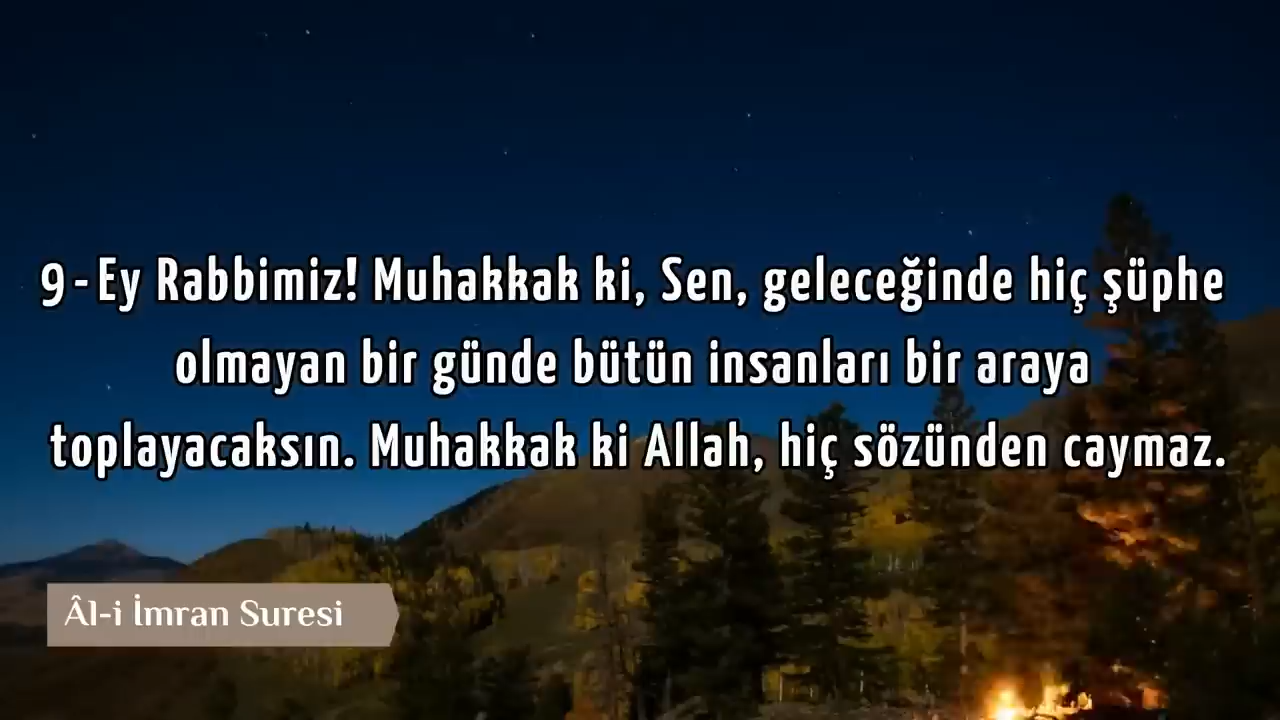 9-Ey Rabbimiz! Muhakkak ki, Sen, geleceğinde hiç şüphe
olmayan bir günde bütün insanları bir araya
toplayacaksın. Muhakkak ki Allah, hiç sözünden caymaz.
Âl-i İmran Suresi